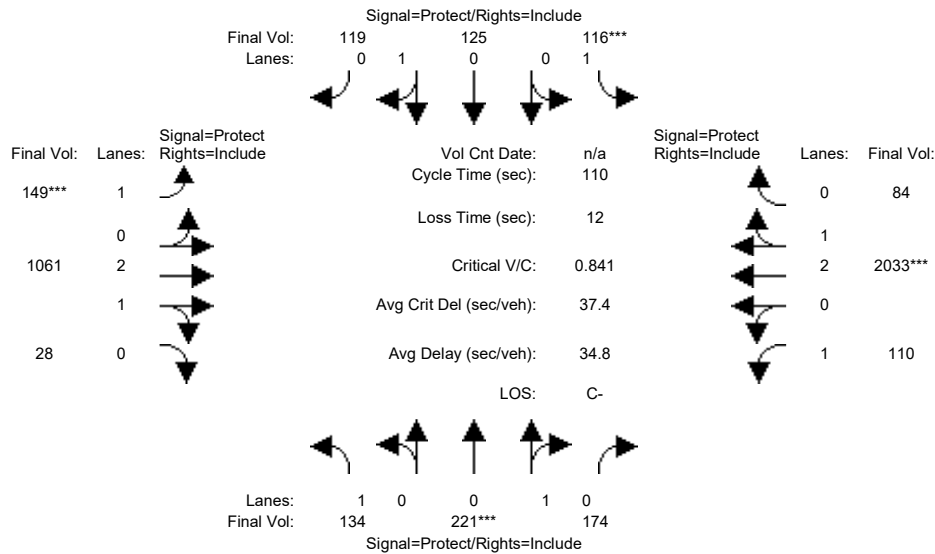 Signal=Protect/Rights=Include
Final Vol: 119 125 116***
Lanes: 0 1 0 0 1
Signal=Protect Signal=Protect
Final Vol: Lanes: Rights=Include Vol Cnt Date: n/a Rights=Include Lanes: Final Vol:
Cycle Time (sec): 110
149*** 1 0 84
Loss Time (sec): 12
0 1
1061 2 Critical V/C: 0.841 2 2033***
1 Avg Crit Del (sec/veh): 37.4 0
28 0 Avg Delay (sec/veh): 34.8 1 110
LOS: C-
Lanes: 1 0 0 1 0
Final Vol: 134 221*** 174
Signal=Protect/Rights=Include